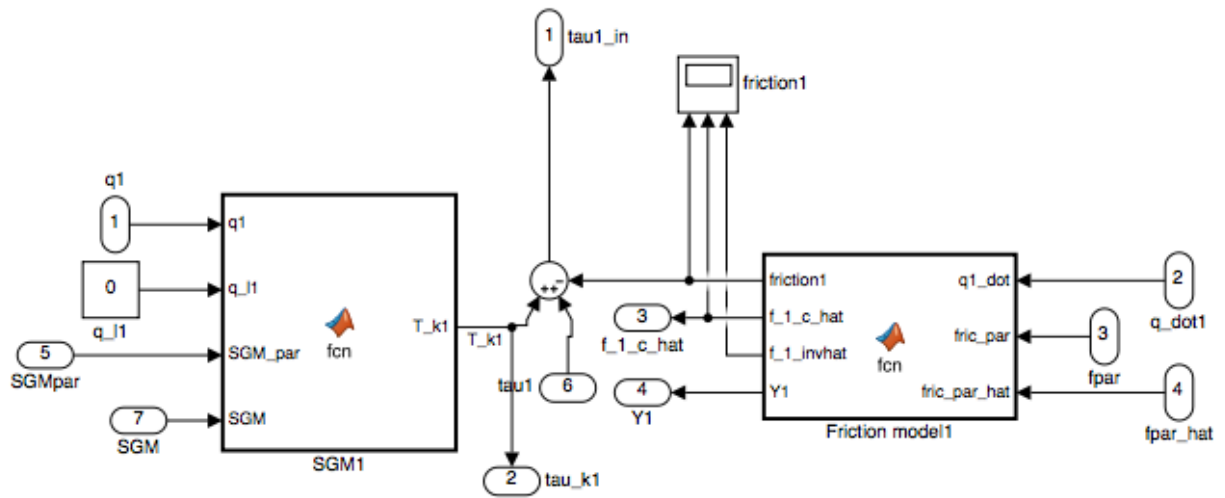 1
tau1_in
friction1
q1
1
q1
0
q_l1
q_l1
5
SGMpar
SGM_par
7
SGM
SGM
fcn
T_k1
SGM1
T_k1
++-
tau1
6
2
tau_k1
3
f_1_c_hat
4
Y1
friction1
f_1_c_hat
f_1_invhat
Y1
fcn
q1_dot
fric_par
fric_par_hat
Friction model1
2
q_dot1
3
fpar
4
fpar_hat